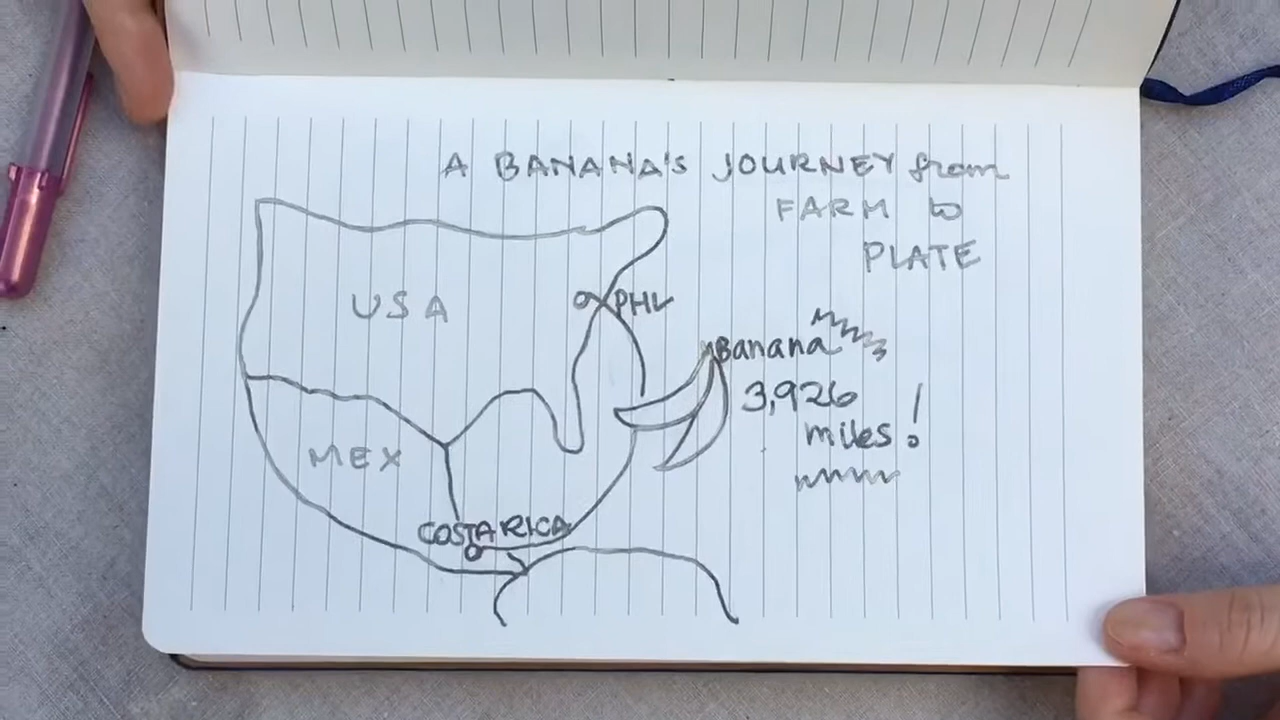 A BANANA'S JOURNEY from
FARM to
PLATE
USA
PHL
Banana
3,926
miles!
MEX
COSTA RICA